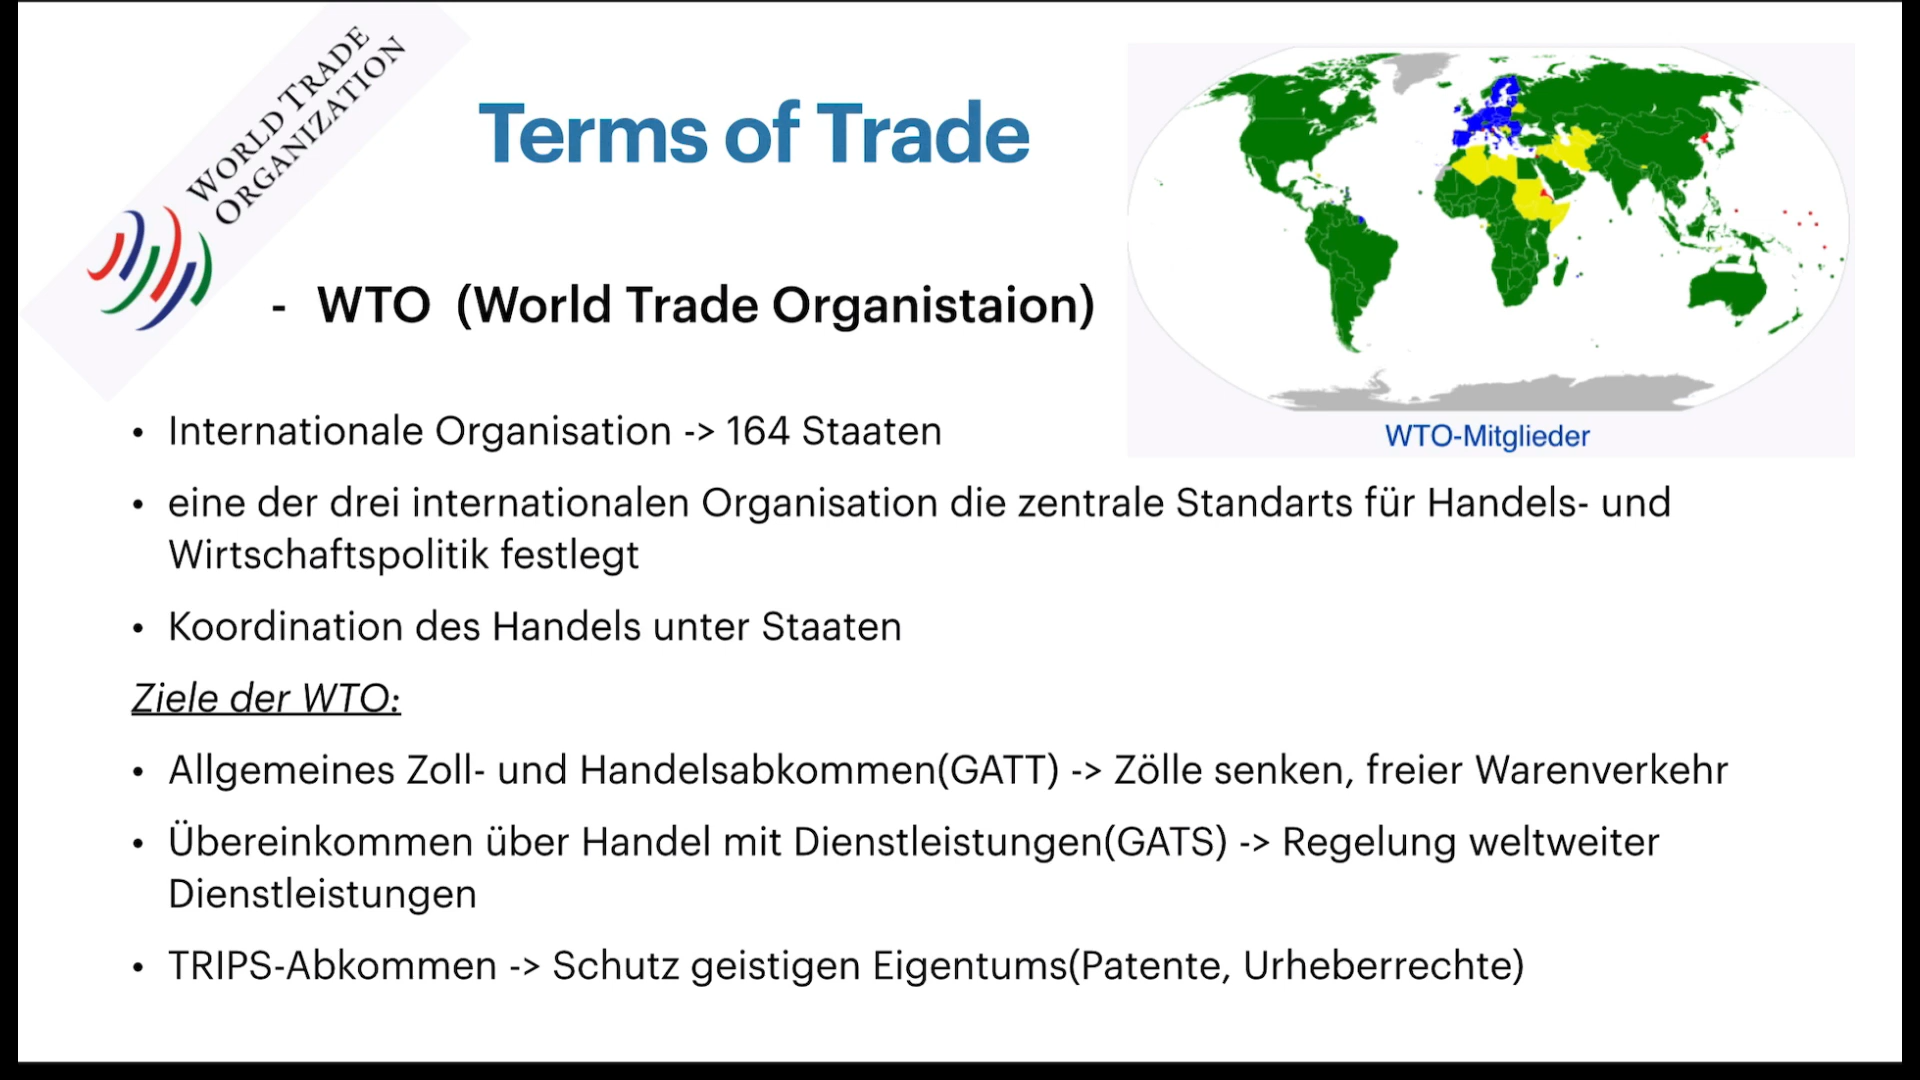 WORLD TRADE
ORGANIZATION
Terms of Trade
- WTO (World Trade Organistaion)
WTO-Mitglieder
• Internationale Organisation -> 164 Staaten
• eine der drei internationalen Organisation die zentrale Standarts für Handels- und
Wirtschaftspolitik festlegt
• Koordination des Handels unter Staaten
Ziele der WTO:
• Allgemeines Zoll- und Handelsabkommen(GATT) -> Zölle senken, freier Warenverkehr
• Übereinkommen über Handel mit Dienstleistungen(GATS) -> Regelung weltweiter
Dienstleistungen
• TRIPS-Abkommen -> Schutz geistigen Eigentums(Patente, Urheberrechte)